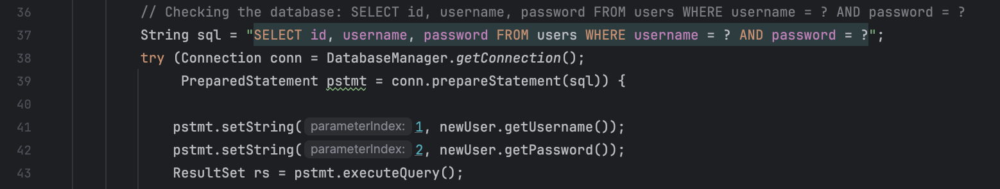 36 // Checking the database: SELECT id, username, password FROM users WHERE username = ? AND password = ?
37 String sql = "SELECT id, username, password FROM users WHERE username = ? AND password = ?";
38 try (Connection conn = DatabaseManager.getConnection();
39 PreparedStatement pstmt = conn.prepareStatement(sql)) {
40
41 pstmt.setString( parameterIndex: 1, newUser.getUsername());
42 pstmt.setString( parameterIndex: 2, newUser.getPassword());
43 ResultSet rs = pstmt.executeQuery();